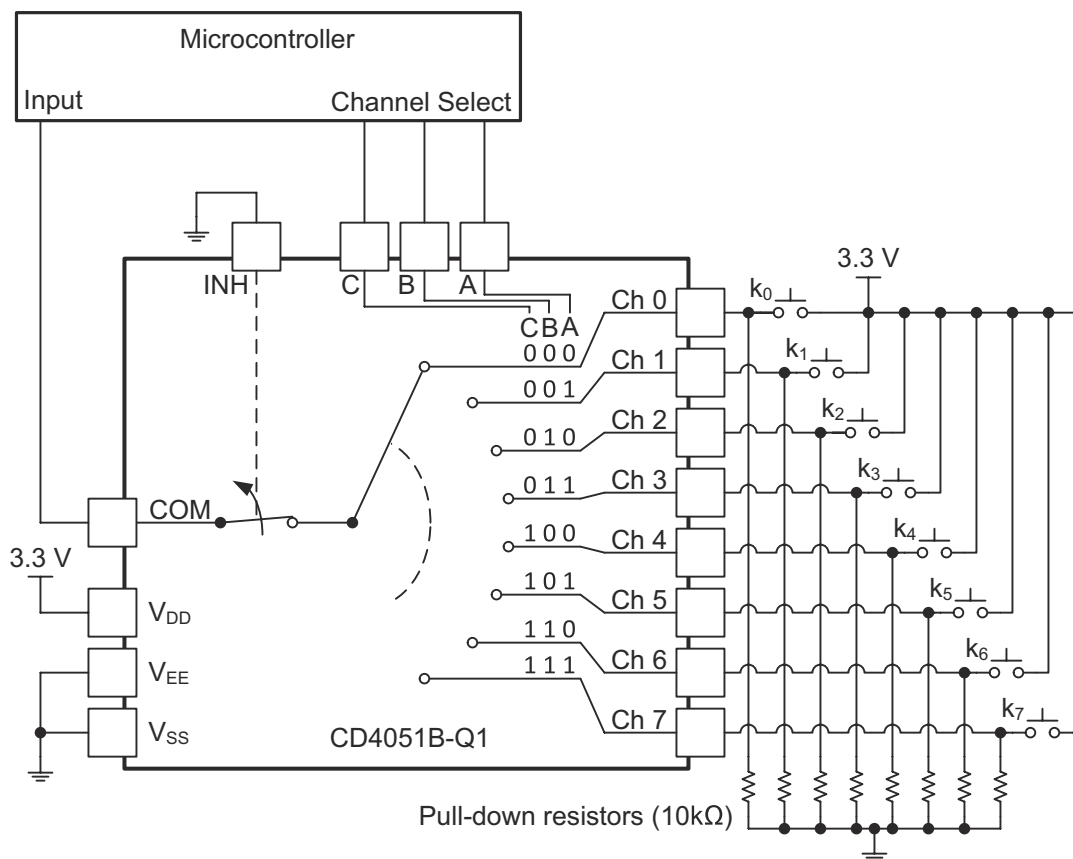 Microcontroller
Input
Channel Select
INH
C
B
A
CBA
3.3 V
Ch 0
k0
000
Ch 1
k1
001
Ch 2
k2
010
Ch 3
k3
011
COM
Ch 4
k4
100
3.3 V
Ch 5
k5
101
VDD
Ch 6
k6
110
VEE
111
Ch 7
k7
VSS
CD4051B-Q1
Pull-down resistors (10kΩ)